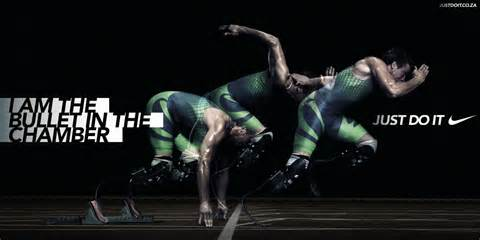 JUSTDOIT.CO.ZA
I AM THE
BULLET IN THE
CHAMBER
JUST DO IT